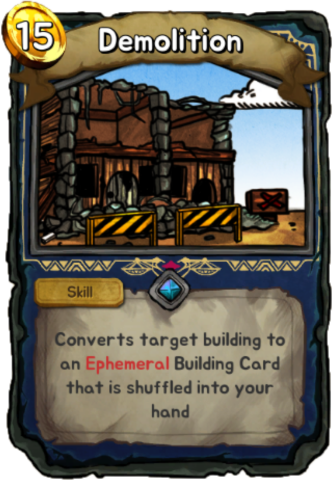 15
Demolition
Skill
Converts target building to
an Ephemeral Building Card
that is shuffled into your
hand